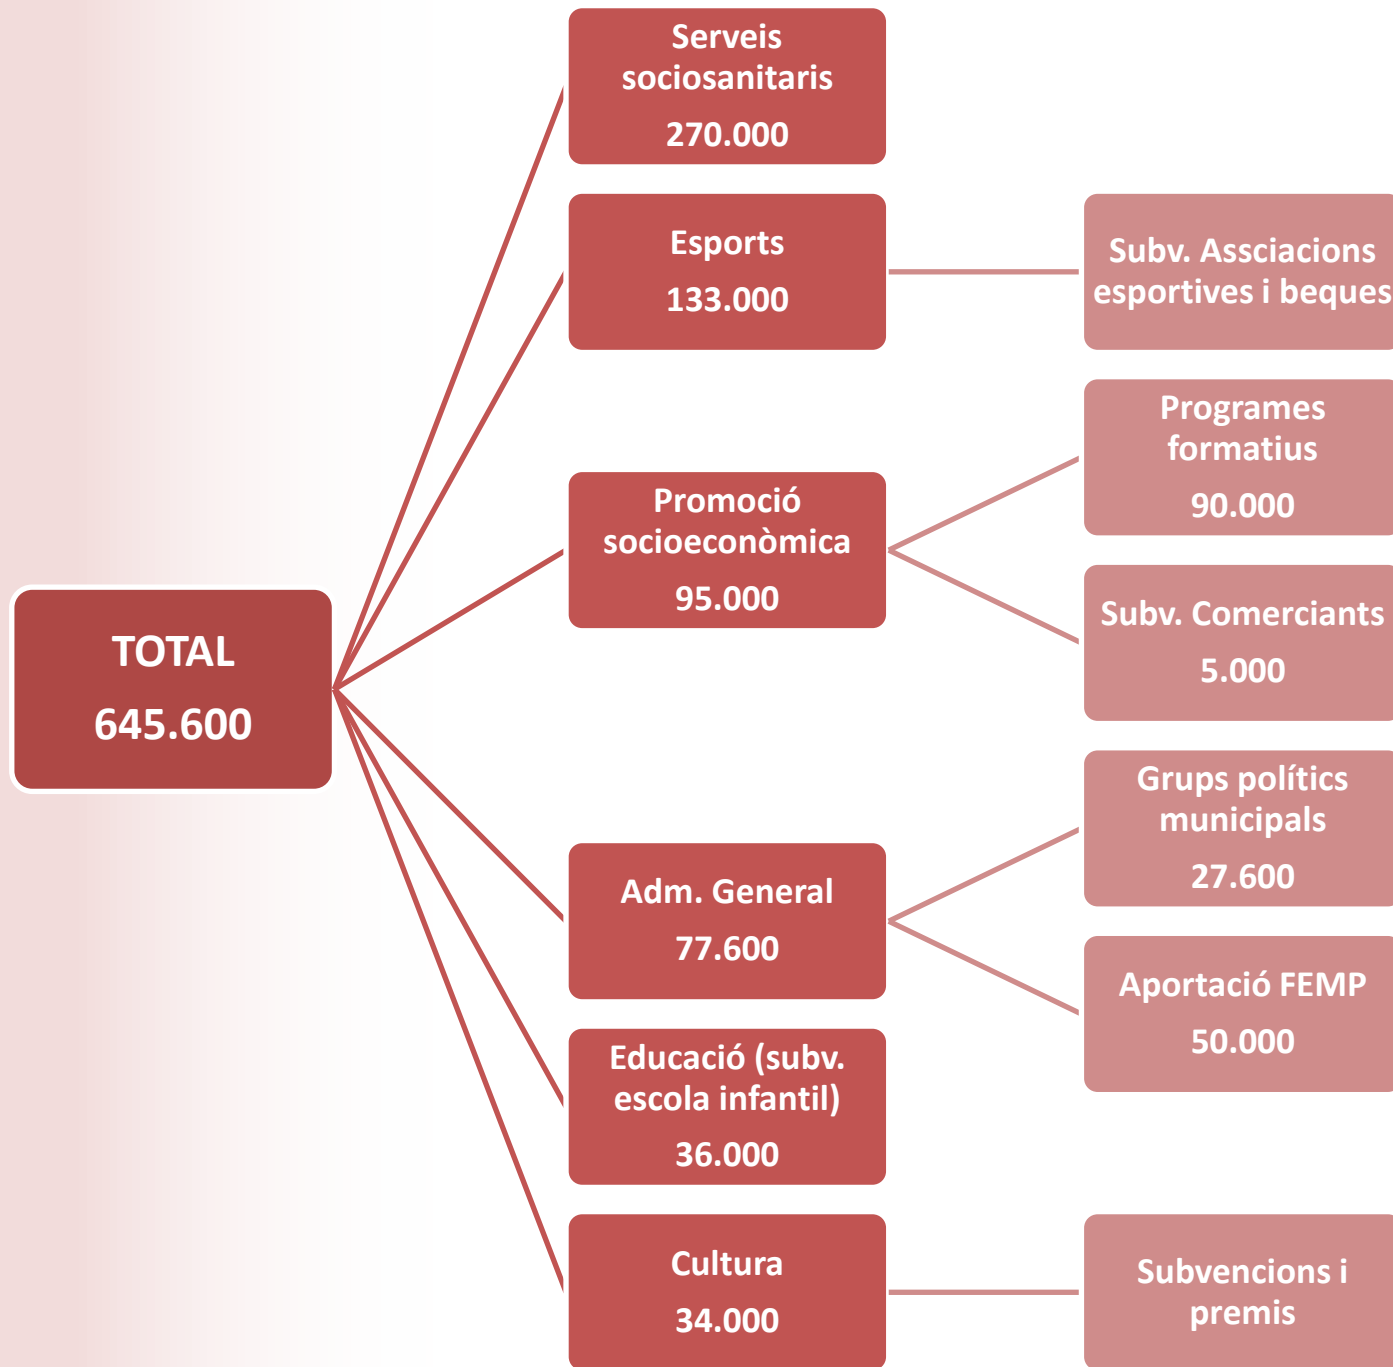 TOTAL
645.600
Serveis
sociosanitaris
270.000
Esports
133.000
Subv. Assciacions
esportives i beques
Promoció
socioeconòmica
95.000
Programes
formatius
90.000
Subv. Comerciants
5.000
Adm. General
77.600
Grups polítics
municipals
27.600
Aportació FEMP
50.000
Educació (subv.
escola infantil)
36.000
Cultura
34.000
Subvencions i
premis